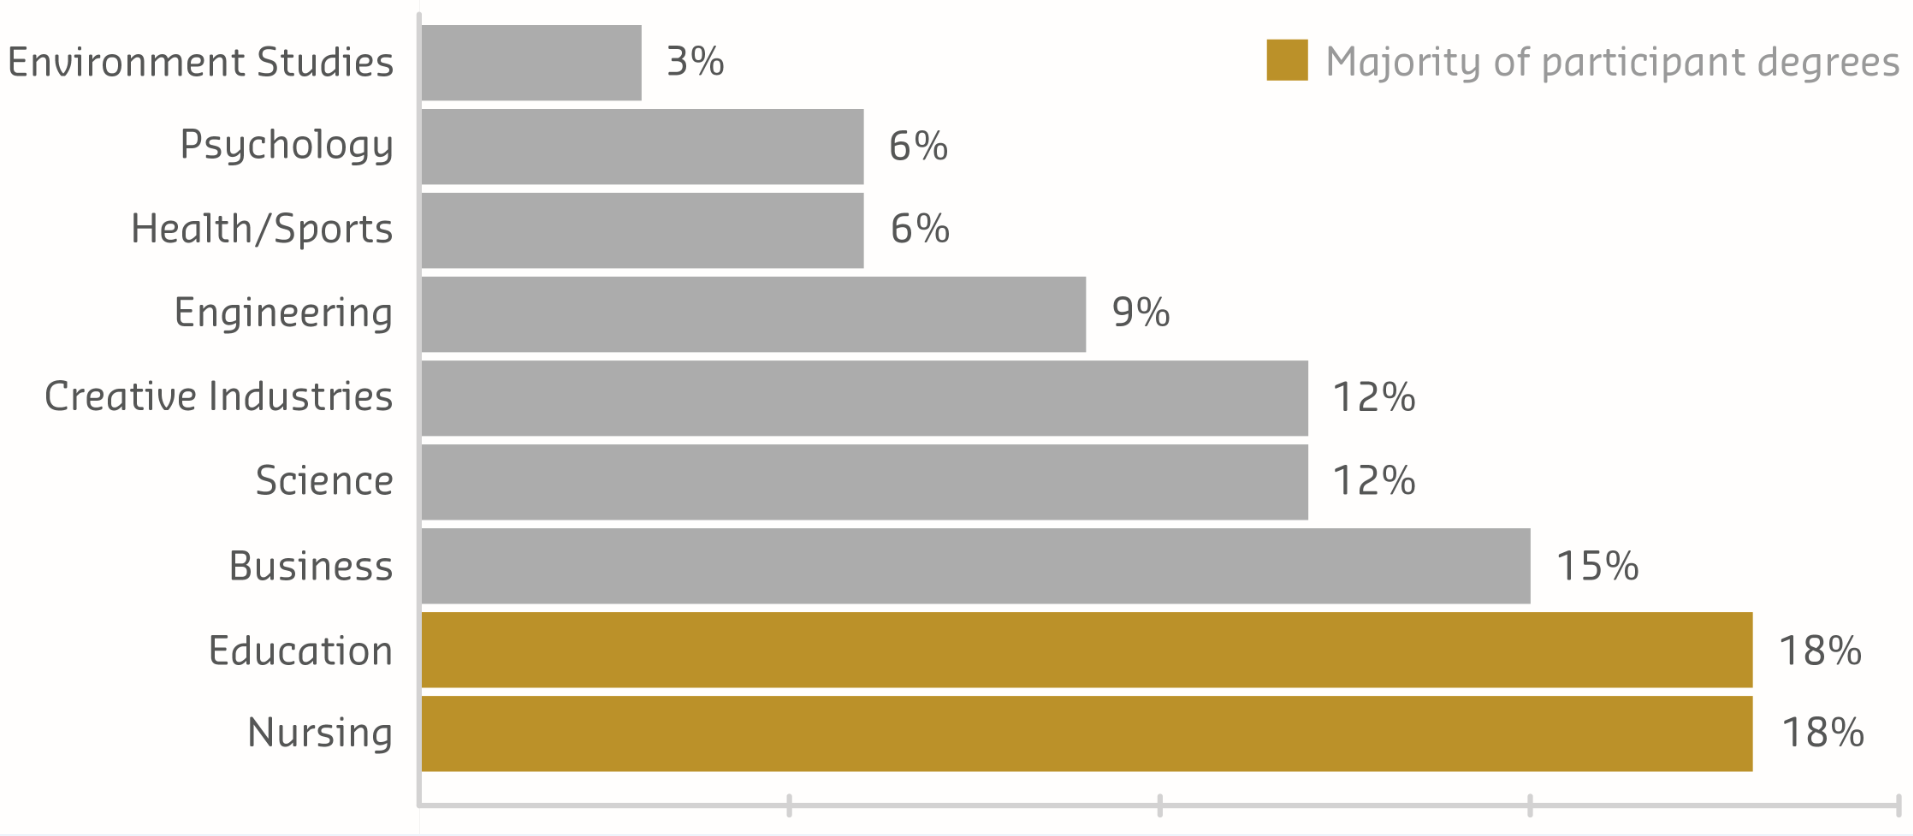 Environment Studies 3% Majority of participant degrees
Psychology 6%
Health/Sports 6%
Engineering 9%
Creative Industries 12%
Science 12%
Business 15%
Education 18%
Nursing 18%